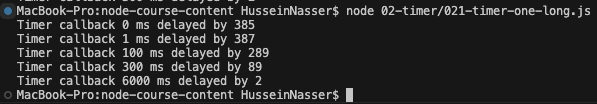 MacBook-Pro:node-course-content HusseinNasser$ node 02-timer/021-timer-one-long.js
Timer callback 0 ms delayed by 385
Timer callback 1 ms delayed by 387
Timer callback 100 ms delayed by 289
Timer callback 300 ms delayed by 89
Timer callback 6000 ms delayed by 2
MacBook-Pro:node-course-content HusseinNasser$